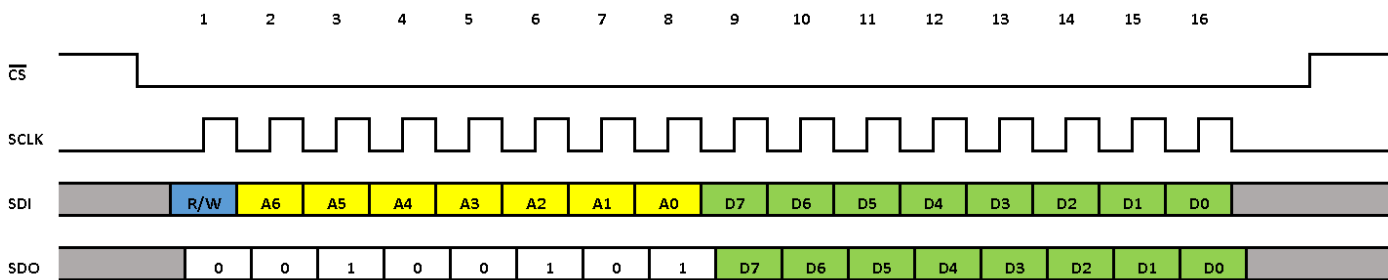 1 2 3 4 5 6 7 8 9 10 11 12 13 14 15 16
CS
SCLK
SDI R/W A6 A5 A4 A3 A2 A1 A0 D7 D6 D5 D4 D3 D2 D1 D0
SDO 0 0 1 0 0 1 0 1 D7 D6 D5 D4 D3 D2 D1 D0